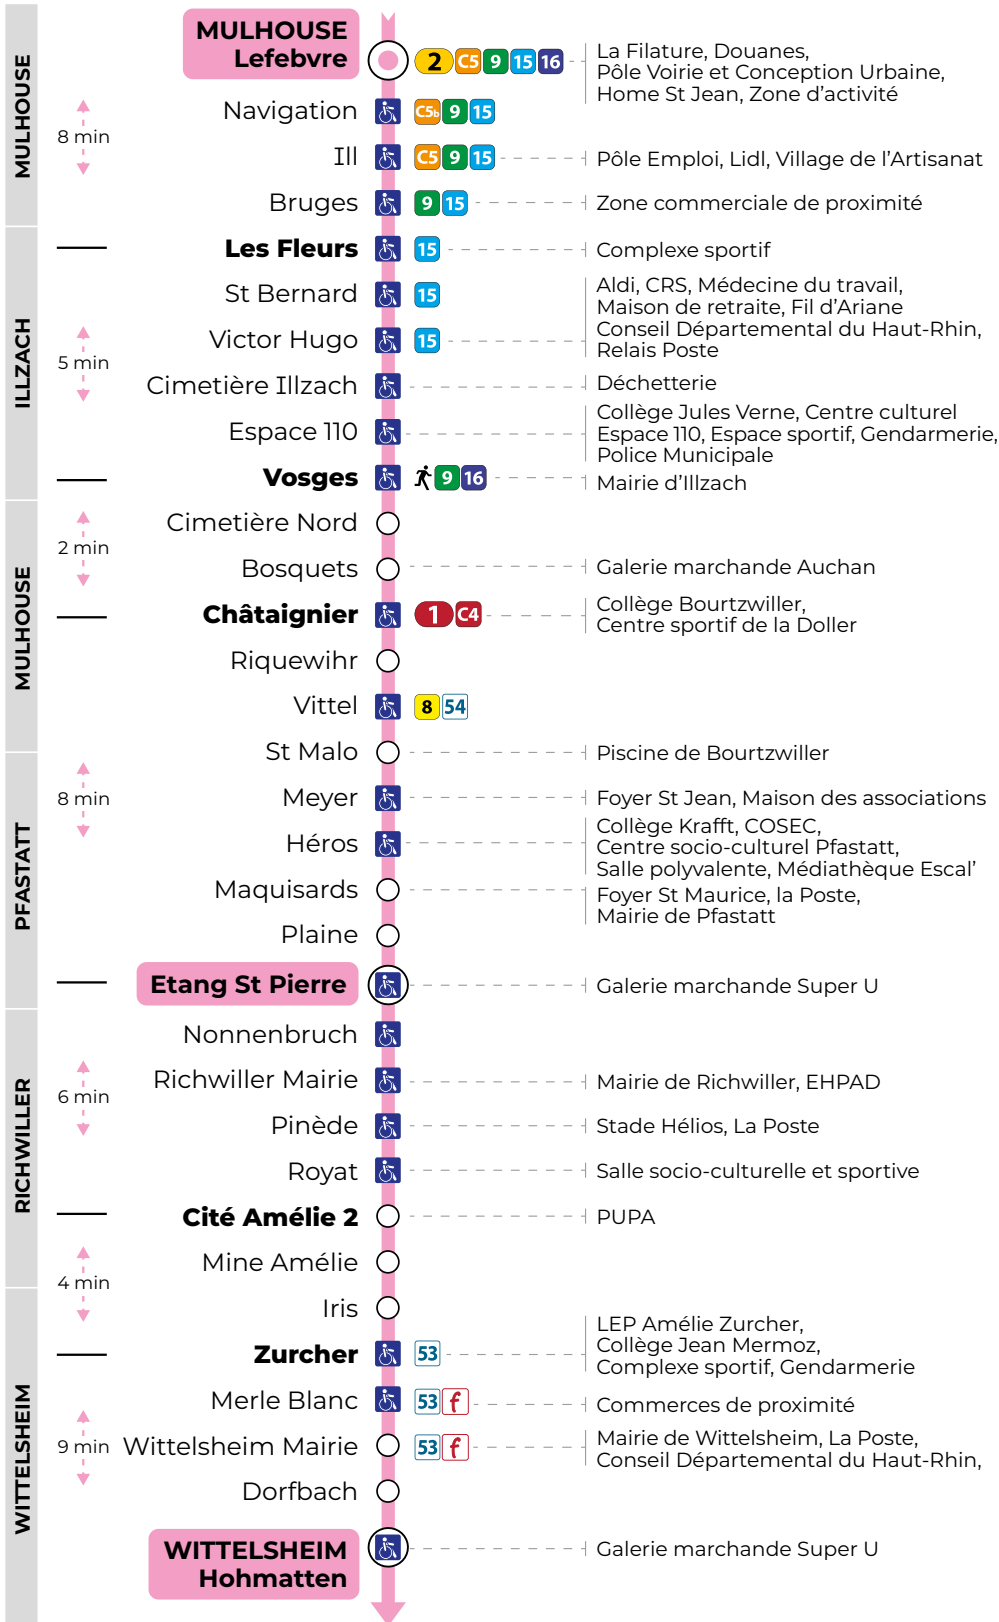 MULHOUSE
MULHOUSE
Lefebvre
2 C5 9 15 16
La Filature, Douanes,
Pôle Voirie et Conception Urbaine,
Home St Jean, Zone d'activité
8 min
Navigation
C5b 9 15
Ill
C5 9 15
Pôle Emploi, Lidl, Village de l'Artisanat
Bruges
9 15
Zone commerciale de proximité
ILLZACH
Les Fleurs
15
Complexe sportif
St Bernard
15
Aldi, CRS, Médecine du travail,
Maison de retraite, Fil d'Ariane
Victor Hugo
15
Conseil Départemental du Haut-Rhin,
Relais Poste
5 min
Cimetière Illzach
Déchetterie
Espace 110
Collège Jules Verne, Centre culturel
Espace 110, Espace sportif, Gendarmerie,
Police Municipale
Vosges
9 16
Mairie d'Illzach
MULHOUSE
Cimetière Nord
2 min
Bosquets
Galerie marchande Auchan
Châtaignier
1 C4
Collège Bourtzwiller,
Centre sportif de la Doller
Riquewihr
Vittel
8 54
PFASTATT
St Malo
Piscine de Bourtzwiller
8 min
Meyer
Foyer St Jean, Maison des associations
Héros
Collège Krafft, COSEC,
Centre socio-culturel Pfastatt,
Salle polyvalente, Médiathèque Escal'
Maquisards
Foyer St Maurice, la Poste,
Mairie de Pfastatt
Plaine
Etang St Pierre
Galerie marchande Super U
RICHWILLER
Nonnenbruch
Richwiller Mairie
Mairie de Richwiller, EHPAD
6 min
Pinède
Stade Hélios, La Poste
Royat
Salle socio-culturelle et sportive
Cité Amélie 2
PUPA
Mine Amélie
4 min
Iris
WITTELSHEIM
Zurcher
53
LEP Amélie Zurcher,
Collège Jean Mermoz,
Complexe sportif, Gendarmerie
Merle Blanc
53 f
Commerces de proximité
9 min
Wittelsheim Mairie
53 f
Mairie de Wittelsheim, La Poste,
Conseil Départemental du Haut-Rhin,
Dorfbach
WITTELSHEIM
Hohmatten
Galerie marchande Super U